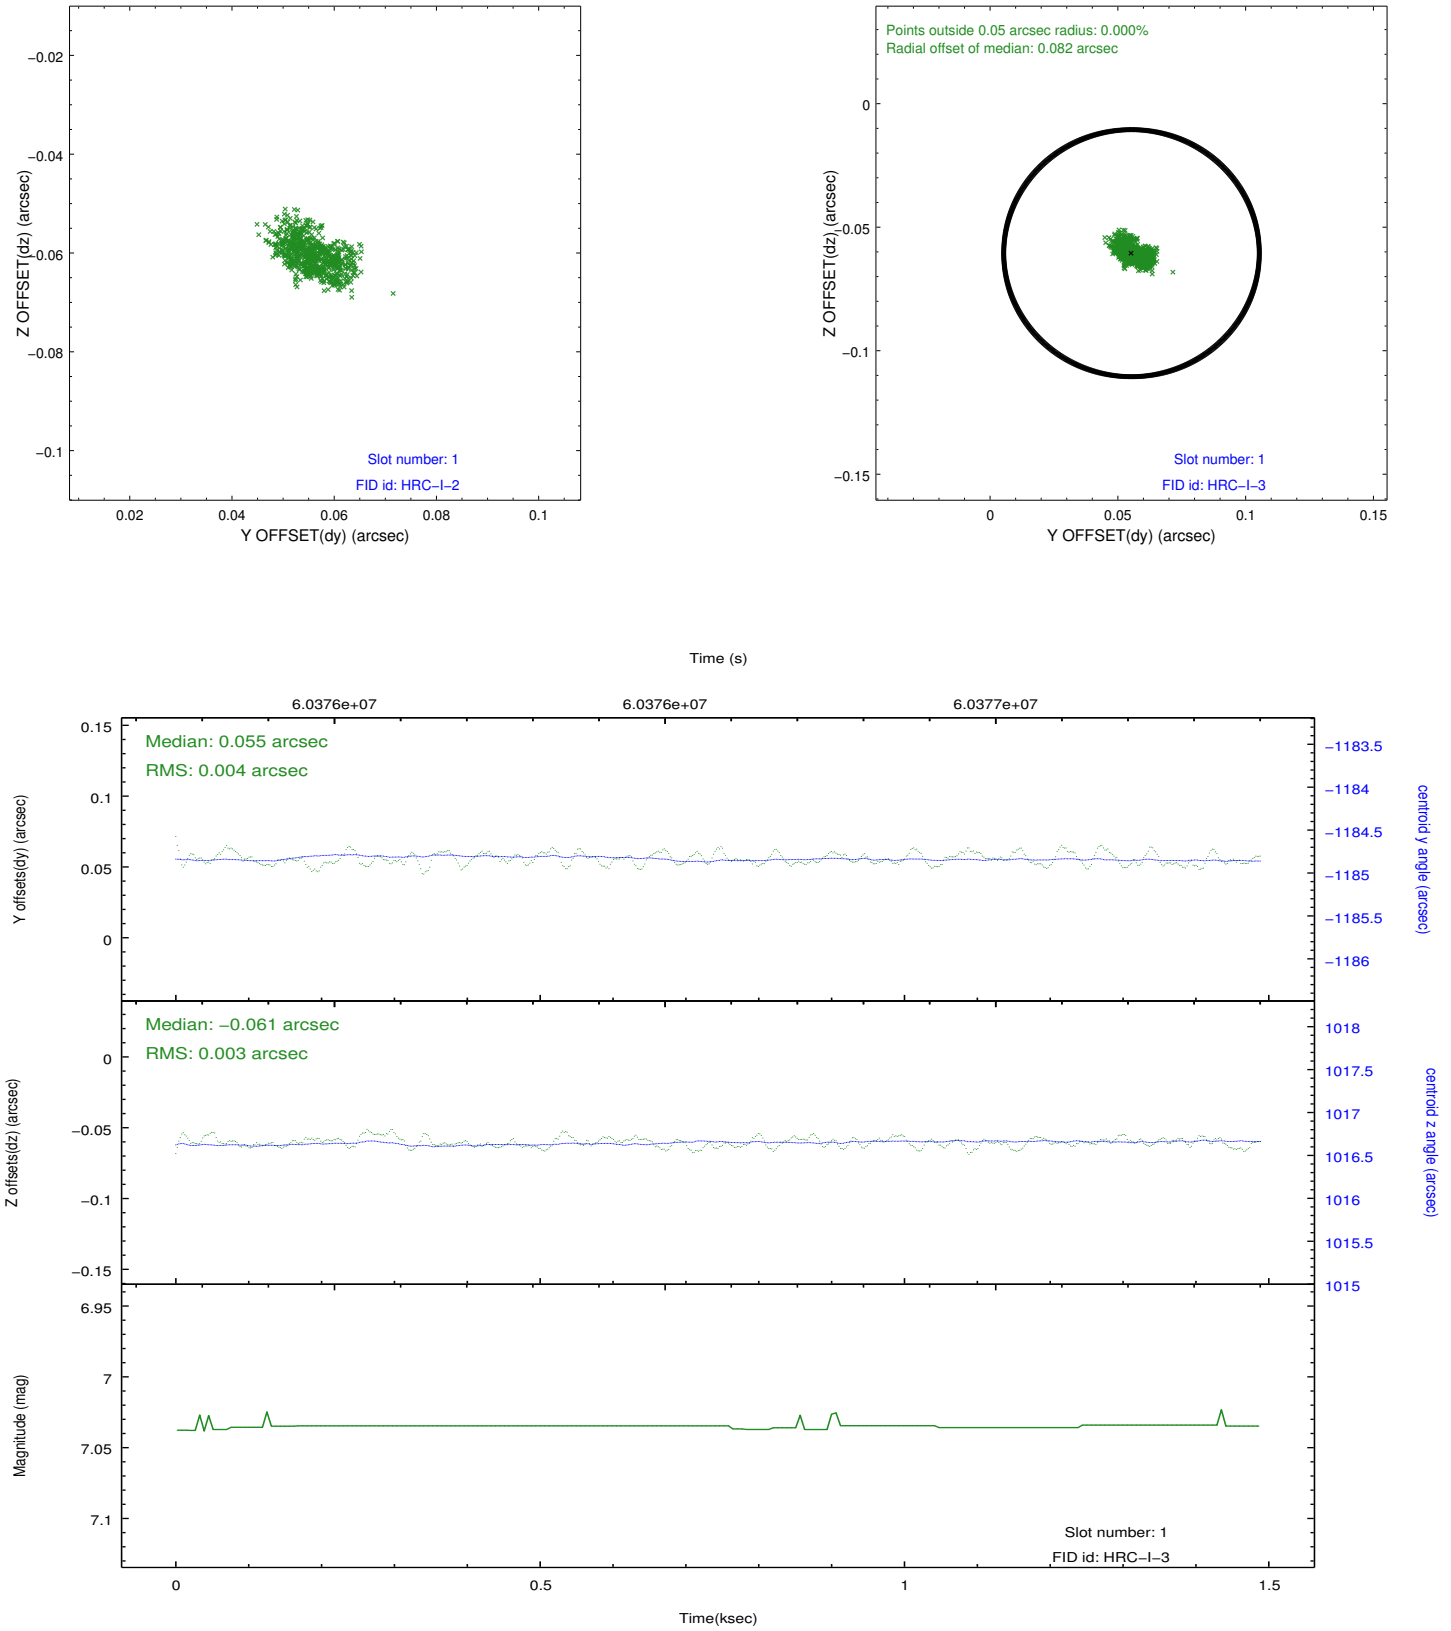 −0.02
−0.04
−0.06
−0.08
−0.1
Z OFFSET(dz) (arcsec)
Slot number: 1
FID id: HRC−I−2
0.02
0.04
0.06
0.08
0.1
Y OFFSET(dy) (arcsec)
Points outside 0.05 arcsec radius: 0.000%
Radial offset of median: 0.082 arcsec
0
−0.05
−0.1
−0.15
Z OFFSET(dz) (arcsec)
Slot number: 1
FID id: HRC−I−3
0
0.05
0.1
0.15
Y OFFSET(dy) (arcsec)
Time (s)
6.0376e+07
6.0376e+07
6.0377e+07
Median: 0.055 arcsec
RMS: 0.004 arcsec
0.15
0.1
0.05
0
Y offsets(dy) (arcsec)
−1183.5
−1184
−1184.5
−1185
−1185.5
−1186
centroid y angle (arcsec)
Median: −0.061 arcsec
RMS: 0.003 arcsec
0
−0.05
−0.1
−0.15
Z offsets(dz) (arcsec)
1018
1017.5
1017
1016.5
1016
1015.5
1015
centroid z angle (arcsec)
6.95
7
7.05
7.1
Magnitude (mag)
Slot number: 1
FID id: HRC−I−3
0
0.5
1
1.5
Time(ksec)